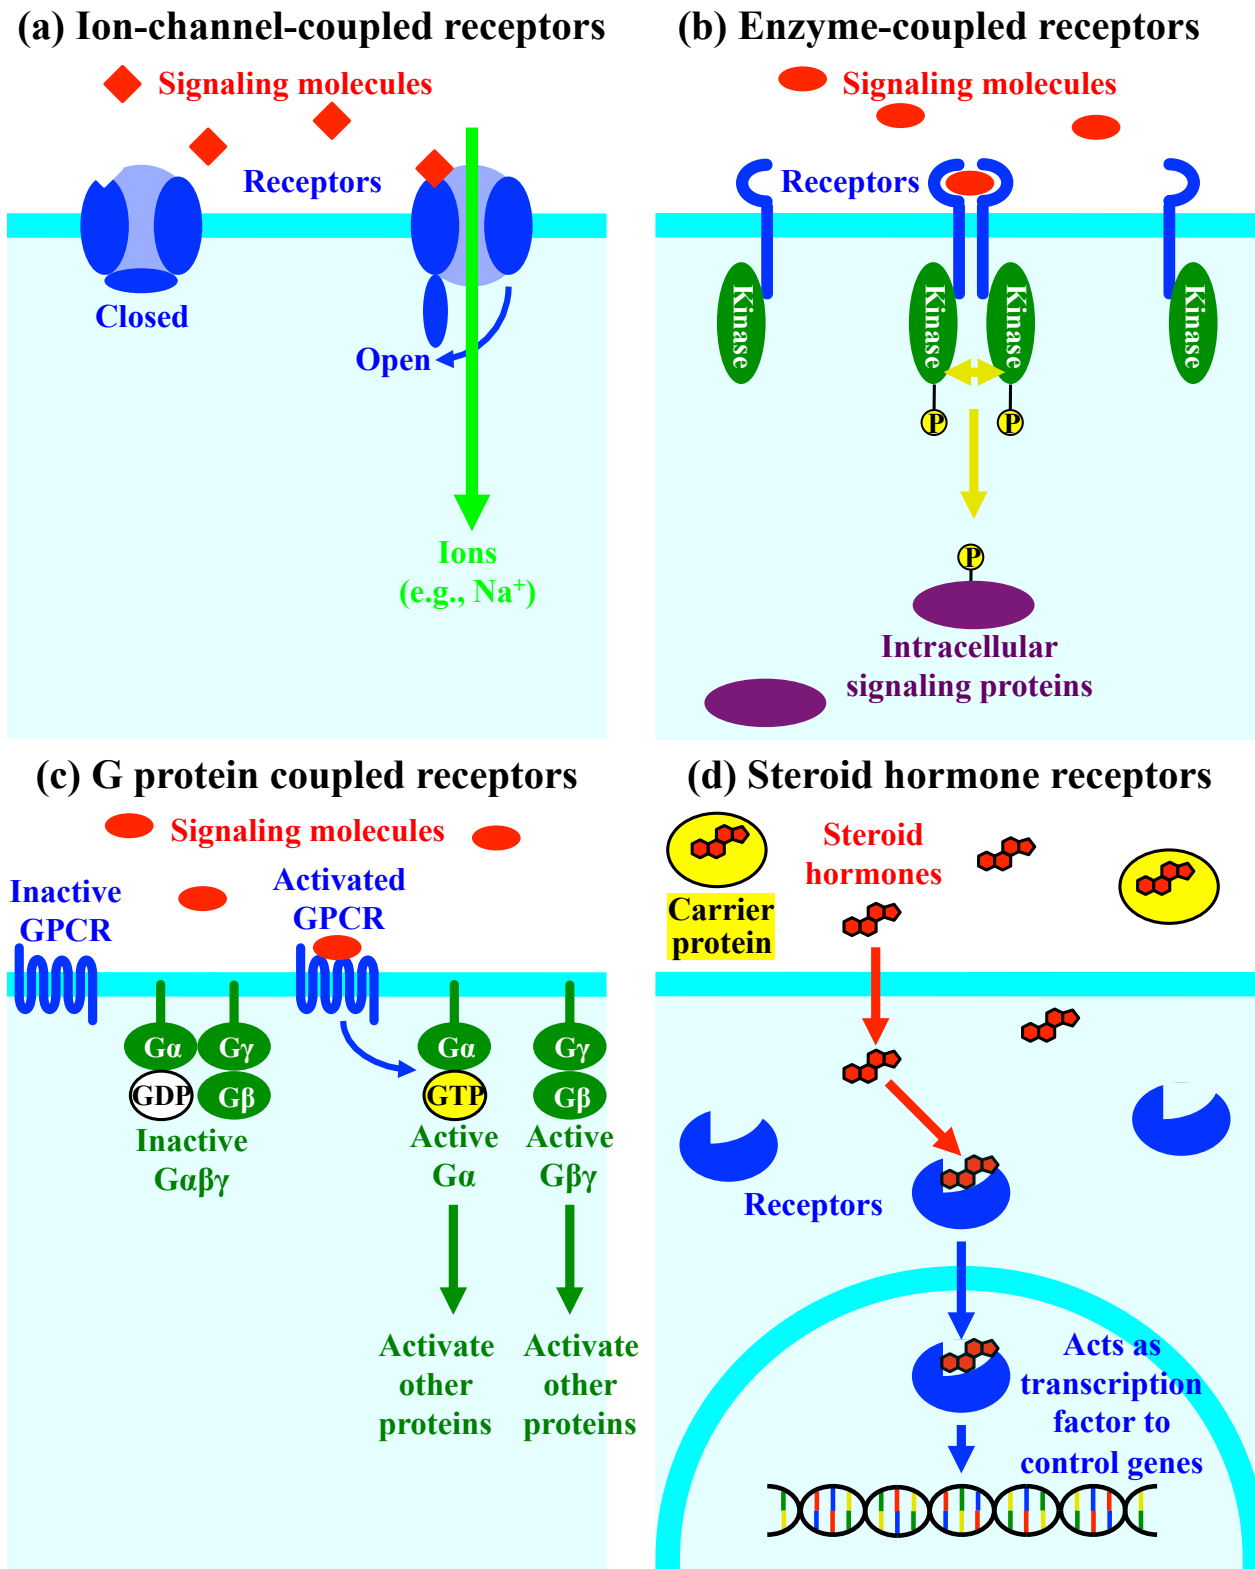 (a) Ion-channel-coupled receptors
Signaling molecules
Receptors
Closed
Open
Ions
(e.g., Na⁺)
(b) Enzyme-coupled receptors
Signaling molecules
Receptors
Kinase
Kinase
Kinase
Kinase
P
P
P
Intracellular
signaling proteins
(c) G protein coupled receptors
Signaling molecules
Inactive
GPCR
Activated
GPCR
Gα
Gγ
GDP
Gβ
Inactive
Gαβγ
Gα
GTP
Active
Gα
Gγ
Gβ
Active
Gβγ
Activate
other
proteins
Activate
other
proteins
(d) Steroid hormone receptors
Steroid
hormones
Carrier
protein
Receptors
Acts as
transcription
factor to
control genes